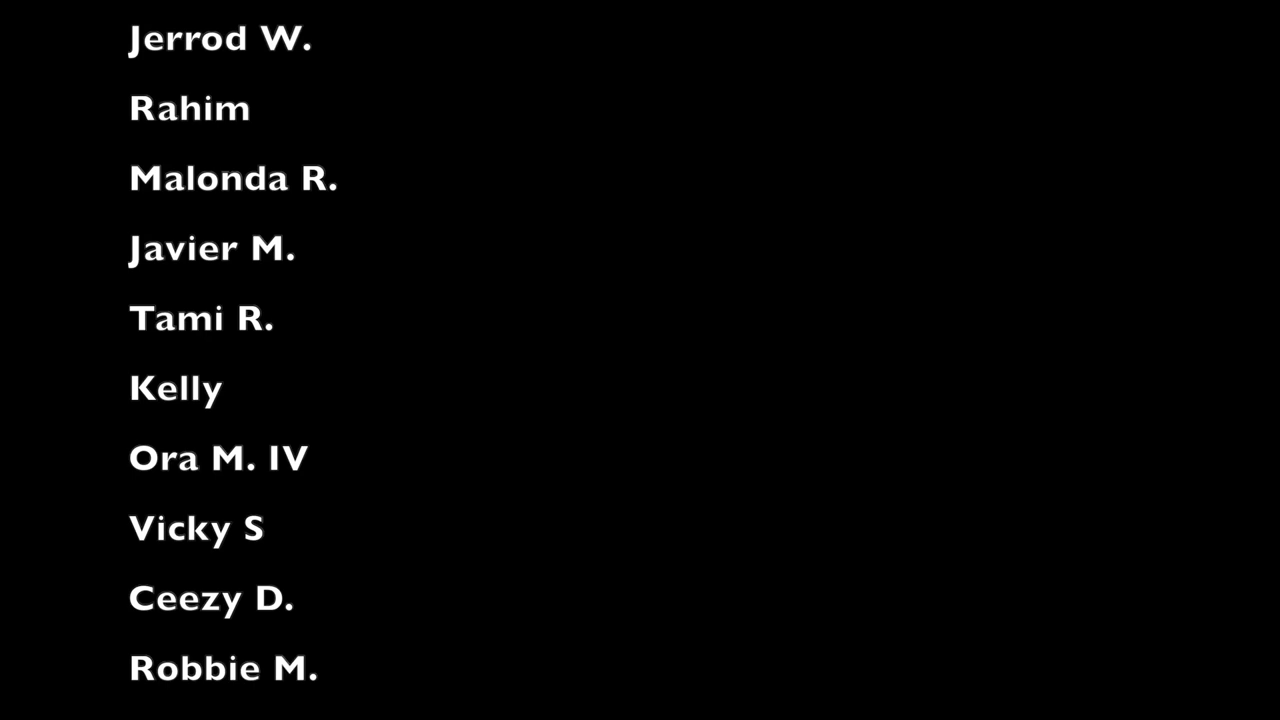 Jerrod W.
Rahim
Malonda R.
Javier M.
Tami R.
Kelly
Ora M. IV
Vicky S
Ceezy D.
Robbie M.